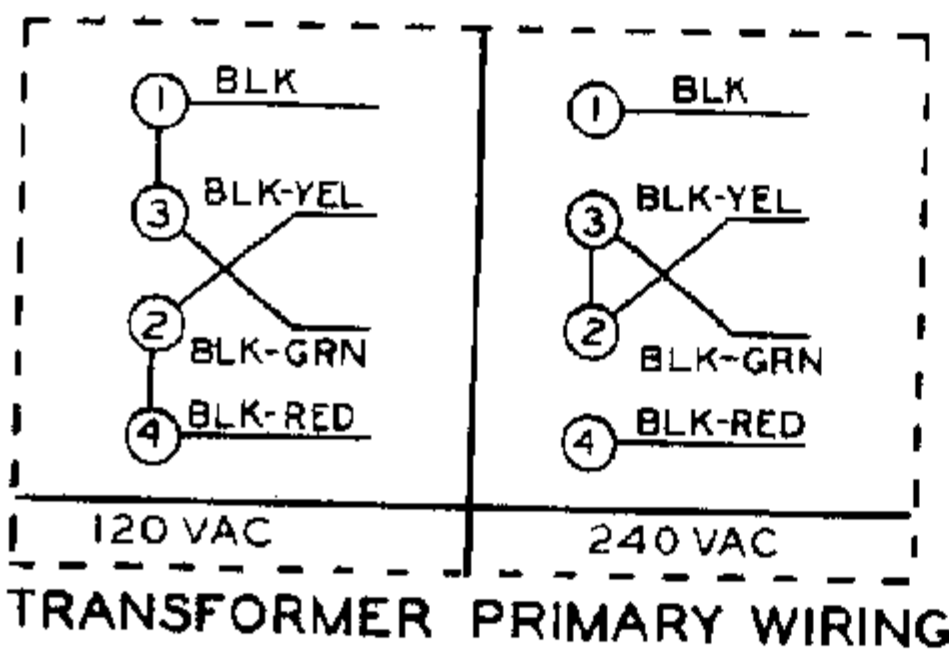 1 BLK
3 BLK-YEL
2 BLK-GRN
4 BLK-RED
120 VAC
1 BLK
3 BLK-YEL
2 BLK-GRN
4 BLK-RED
240 VAC
TRANSFORMER PRIMARY WIRING